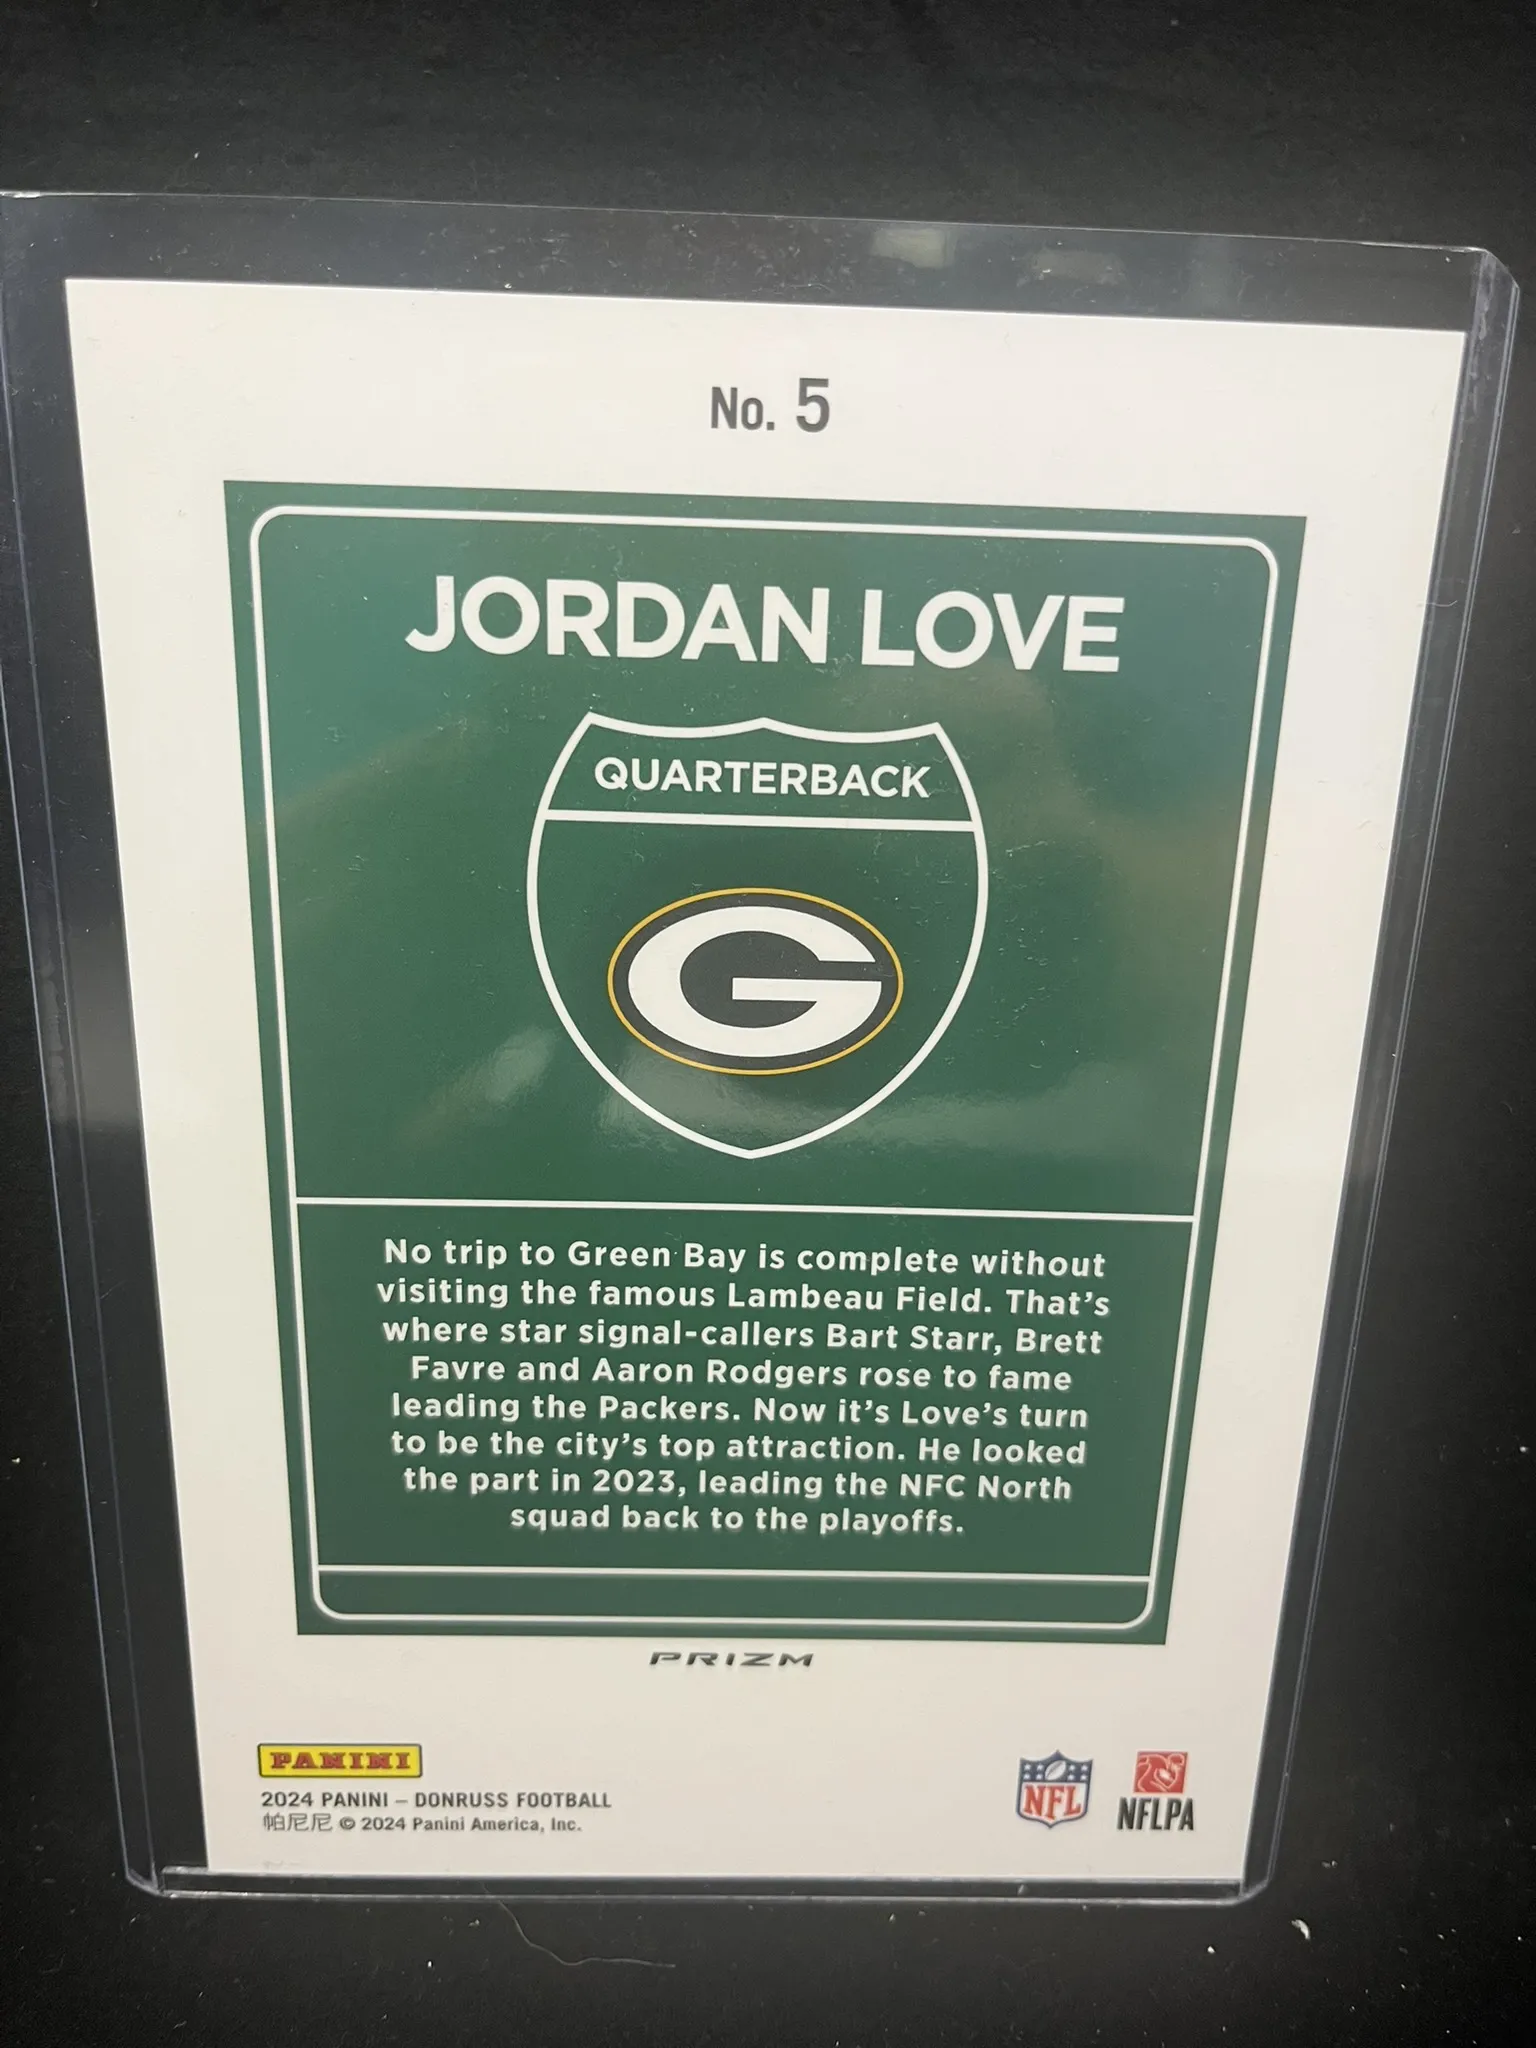 No. 5
JORDAN LOVE
QUARTERBACK
G
No trip to Green Bay is complete without
visiting the famous Lambeau Field. That's
where star signal-callers Bart Starr, Brett
Favre and Aaron Rodgers rose to fame
leading the Packers. Now it's Love's turn
to be the city's top attraction. He looked
the part in 2023, leading the NFC North
squad back to the playoffs.
PRIZM
PANINI
2024 PANINI – DONRUSS FOOTBALL
帕尼尼 © 2024 Panini America, Inc.
NFL
NFLPA